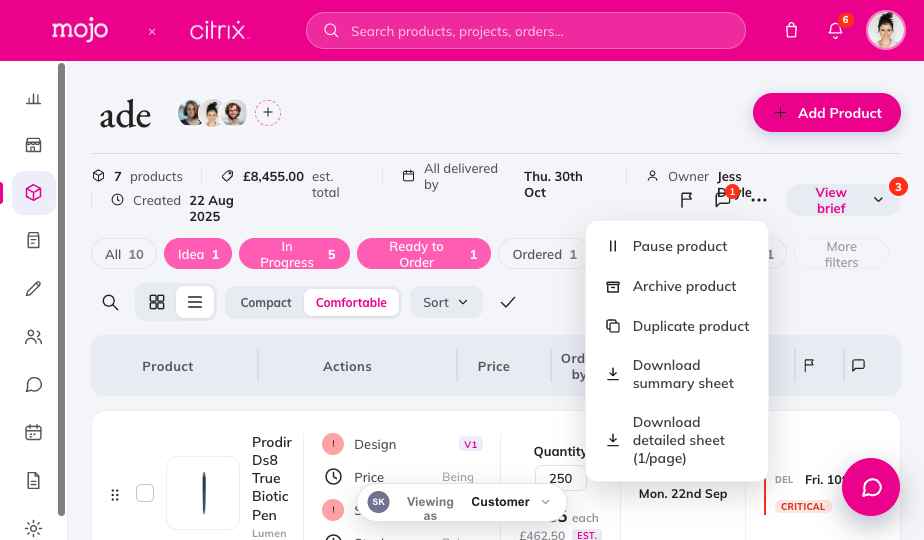 mojo × citrix
Search products, projects, orders...
6
ade
+
Add Product
7 products
£8,455.00 est. total
All delivered by
Thu. 30th Oct
Owner Jess
Created 22 Aug 2025
1
View brief
3
All 10
Idea 1
In Progress 5
Ready to Order 1
Ordered 1
1
More filters
Compact
Comfortable
Sort
Pause product
Archive product
Duplicate product
Download summary sheet
Download detailed sheet (1/page)
Product
Actions
Price
Prodir Ds8 True Biotic Pen
Lumen
! Design V1
Price Being
!
Quantity
250
each
£462.50 EST.
Mon. 22nd Sep
DEL Fri. 10
CRITICAL
SK Viewing as Customer